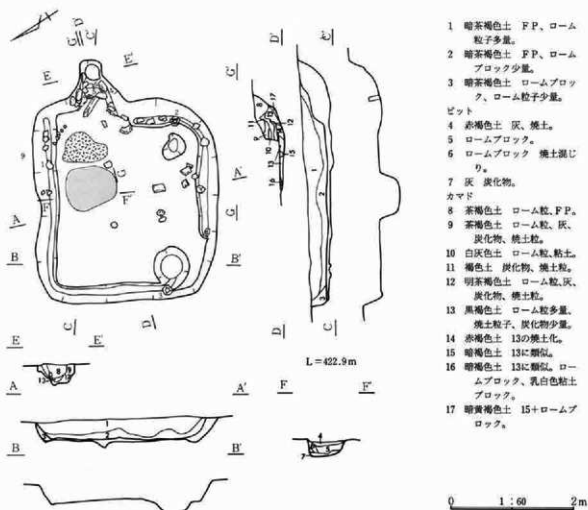 1 暗茶褐色土 FP、ローム
粒子多量。
2 暗茶褐色土 FP、ローム
ブロック少量。
3 暗茶褐色土 ロームブロッ
ク、ローム粒子少量。
ピット
4 赤褐色土 灰、焼土。
5 ロームブロック。
6 ロームブロック 焼土混じ
り。
7 灰 炭化物。
カマド
8 茶褐色土 ローム粒、FP。
9 茶褐色土 ローム粒、灰、
炭化物、焼土粒。
10 白灰色土 ローム粒、粘土。
11 褐色土 炭化物、焼土粒。
12 明茶褐色土 ローム粒、灰、
炭化物、焼土粒。
13 黒褐色土 ローム粒多量、
焼土粒子、炭化物少量。
14 赤褐色土 13の焼土化。
15 暗褐色土 13に類似。
16 暗褐色土 13に類似。ロー
ムブロック、乳白色粘土
ブロック。
17 暗黄褐色土 15+ロームブ
ロック。
G D' C'
E E'
A A'
F F'
G G
B B'
C D
D' C'
G'
D C
L=422.9m
E E'
A A'
B B'
F F'
0 1:60 2m